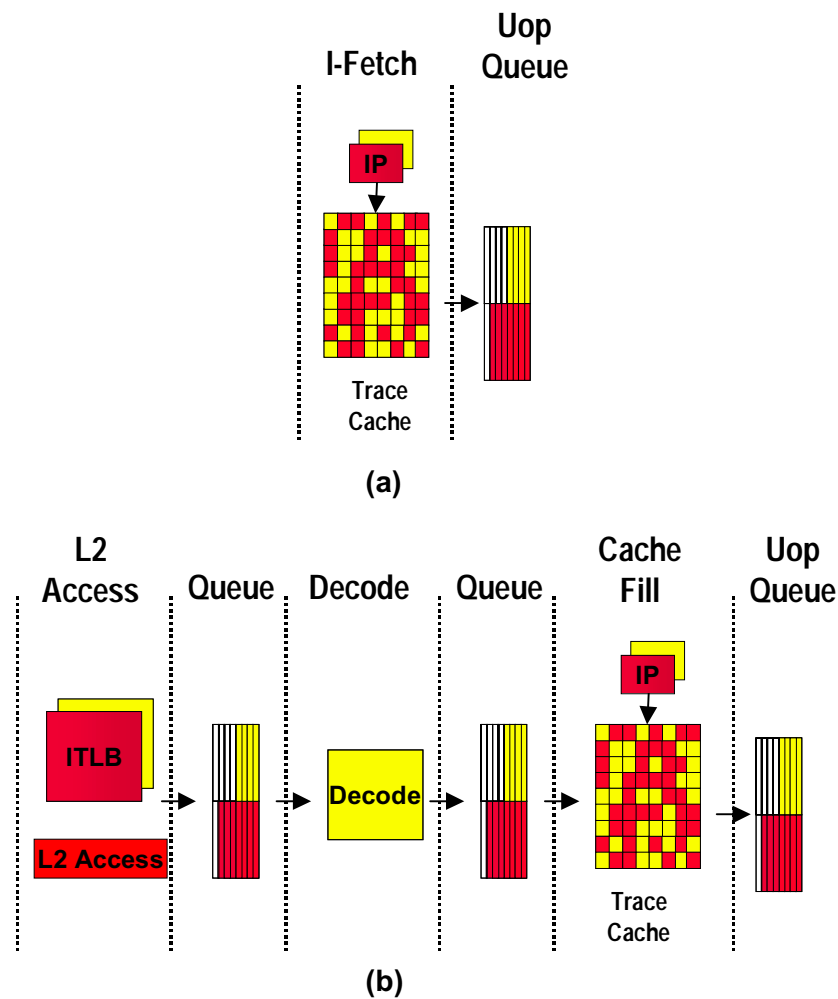 I-Fetch
Uop
Queue
IP
Trace
Cache
(a)
L2
Access
Queue
Decode
Queue
Cache
Fill
Uop
Queue
IP
ITLB
Decode
L2 Access
Trace
Cache
(b)